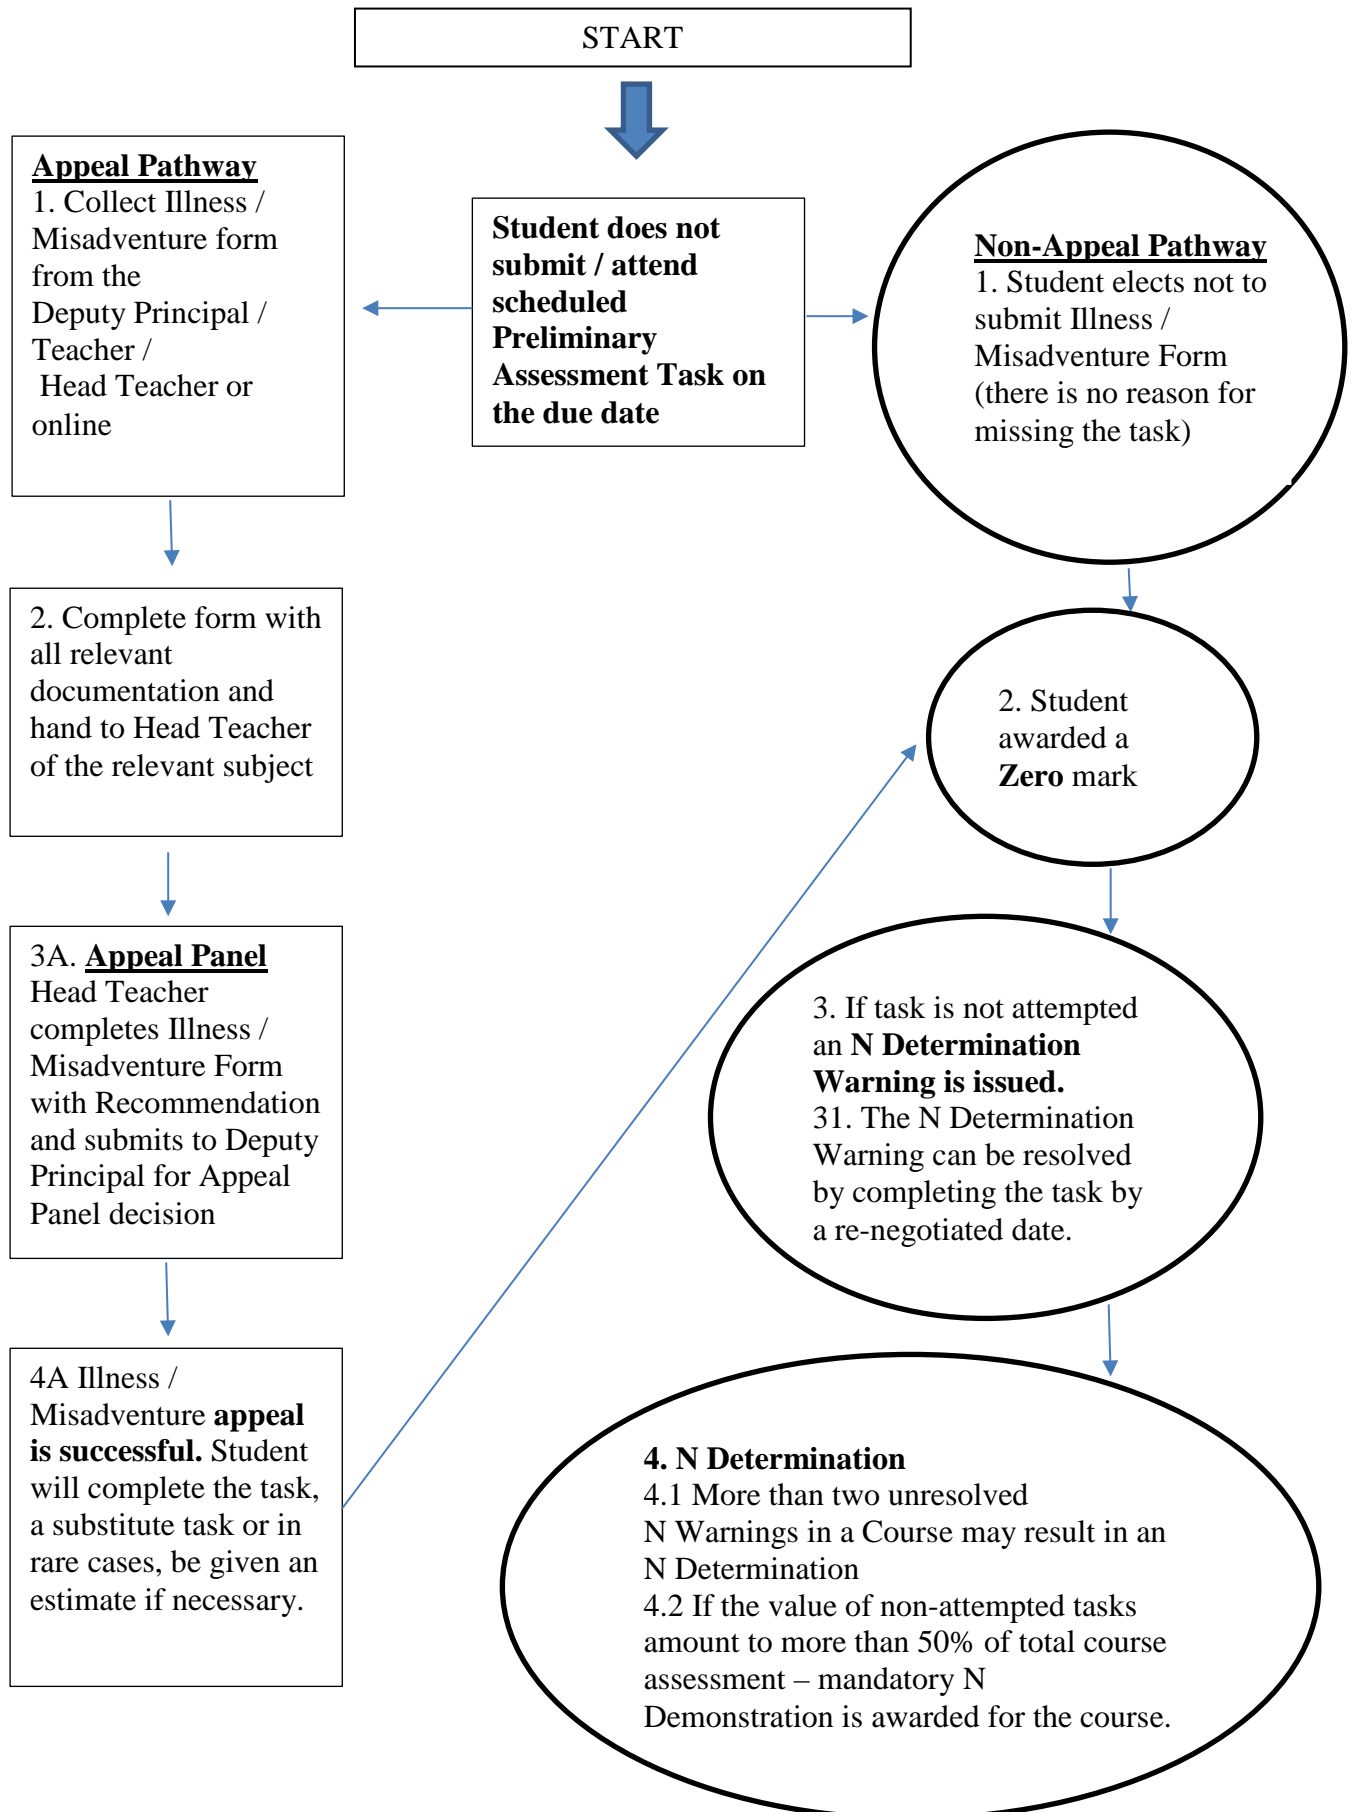 START
Appeal Pathway
1. Collect Illness /
Misadventure form
from the
Deputy Principal /
Teacher /
Head Teacher or
online
Student does not
submit / attend
scheduled
Preliminary
Assessment Task on
the due date
Non-Appeal Pathway
1. Student elects not to
submit Illness /
Misadventure Form
(there is no reason for
missing the task)
2. Complete form with
all relevant
documentation and
hand to Head Teacher
of the relevant subject
2. Student
awarded a
Zero mark
3A. Appeal Panel
Head Teacher
completes Illness /
Misadventure Form
with Recommendation
and submits to Deputy
Principal for Appeal
Panel decision
3. If task is not attempted
an N Determination
Warning is issued.
31. The N Determination
Warning can be resolved
by completing the task by
a re-negotiated date.
4A Illness /
Misadventure appeal
is successful. Student
will complete the task,
a substitute task or in
rare cases, be given an
estimate if necessary.
4. N Determination
4.1 More than two unresolved
N Warnings in a Course may result in an
N Determination
4.2 If the value of non-attempted tasks
amount to more than 50% of total course
assessment – mandatory N
Demonstration is awarded for the course.